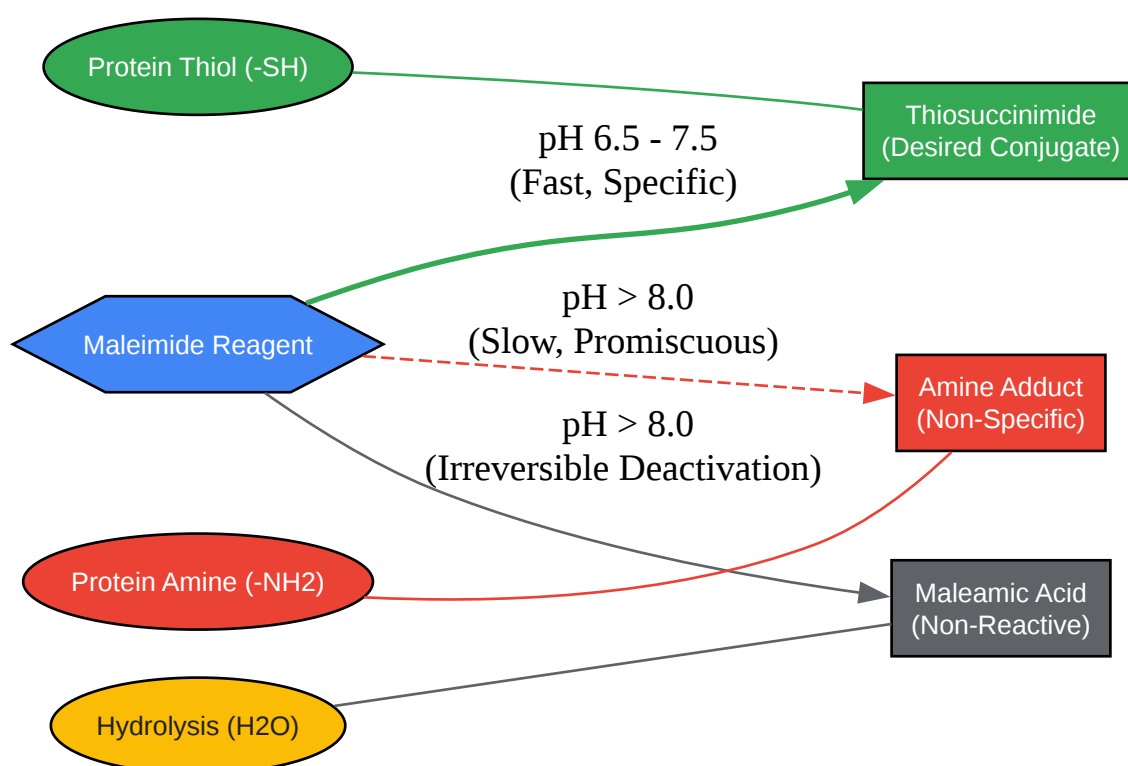 Protein Thiol (-SH)
Thiosuccinimide
(Desired Conjugate)
pH 6.5 - 7.5
(Fast, Specific)
Maleimide Reagent
pH > 8.0
(Slow, Promiscuous)
Amine Adduct
(Non-Specific)
pH > 8.0
(Irreversible Deactivation)
Protein Amine (-NH2)
Maleamic Acid
(Non-Reactive)
Hydrolysis (H2O)